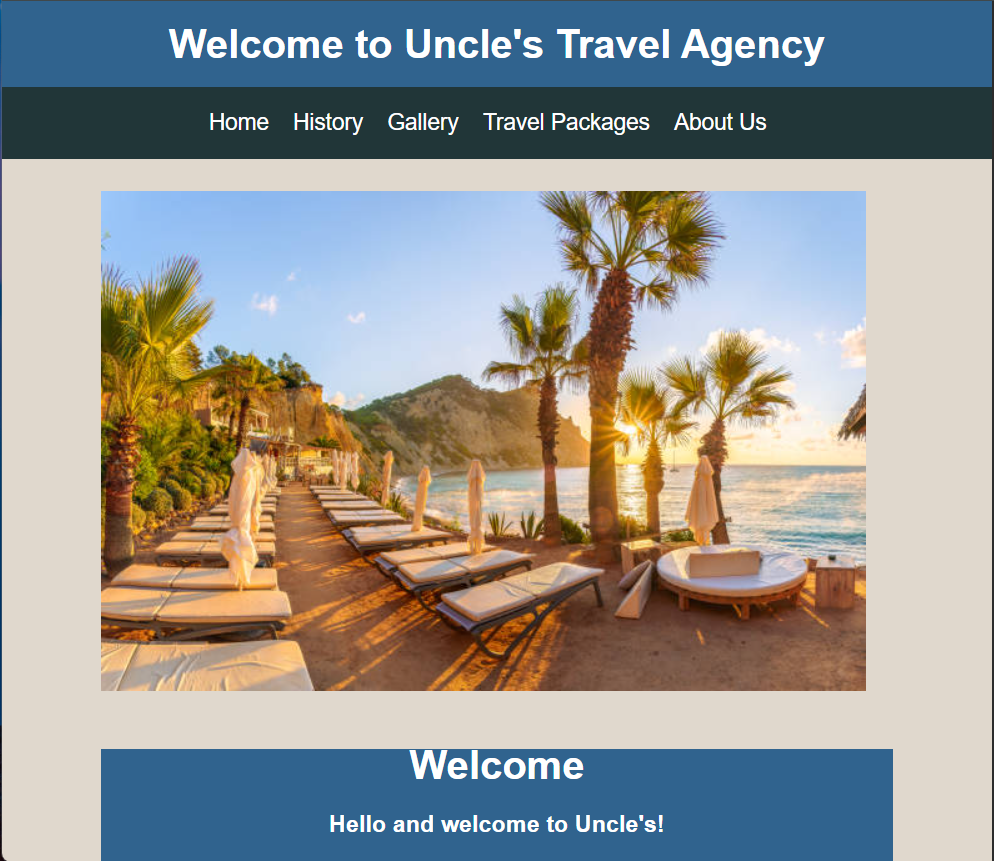 Welcome to Uncle's Travel Agency
Home History Gallery Travel Packages About Us
Welcome
Hello and welcome to Uncle's!